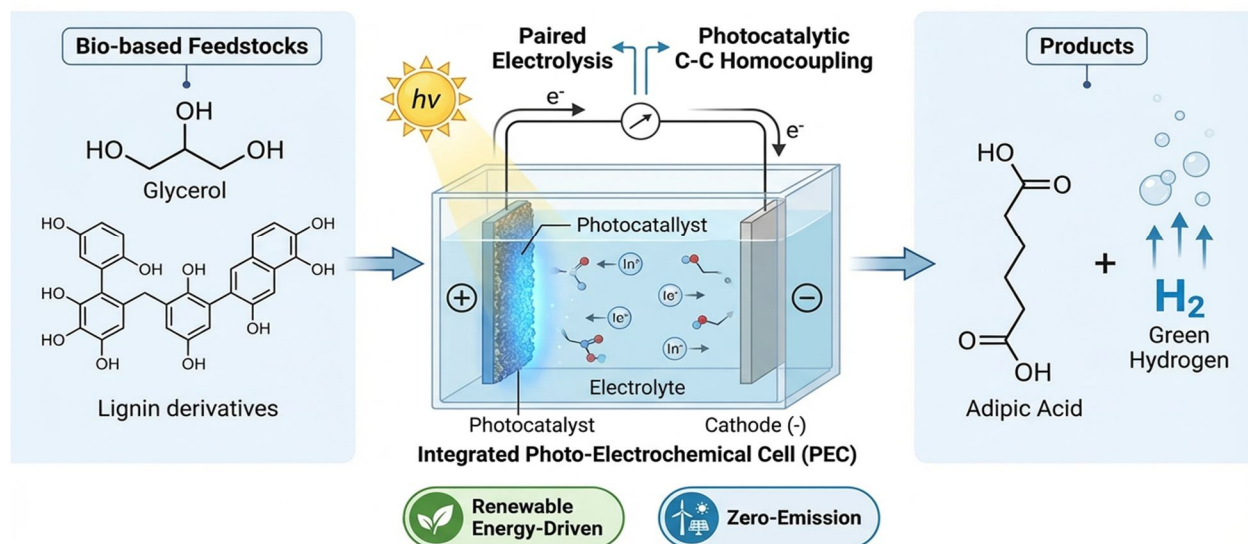 Bio-based Feedstocks
OH
HO
OH
Glycerol
HO
OH
OH
OH
OH
HO
HO
OH
OH
OH
Lignin derivatives
Paired
Electrolysis
Photocatalytic
C-C Homocoupling
hv
e-
e-
Photocatallyst
In+
Ie-
Ie-
In-
+
−
Electrolyte
Photocatalyst
Cathode (-)
Integrated Photo-Electrochemical Cell (PEC)
Renewable
Energy-Driven
Zero-Emission
Products
HO
O
O
OH
Adipic Acid
+
H2
Green
Hydrogen